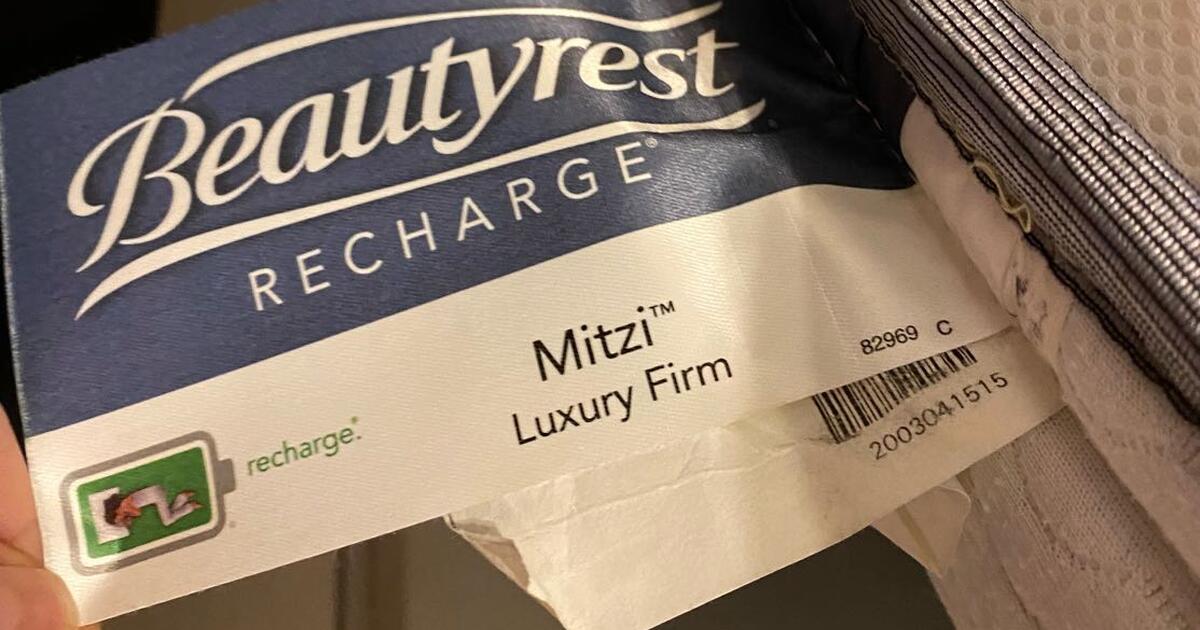 Beautyrest
RECHARGE®
Mitzi™
Luxury Firm
82969 C
2003041515
recharge.®